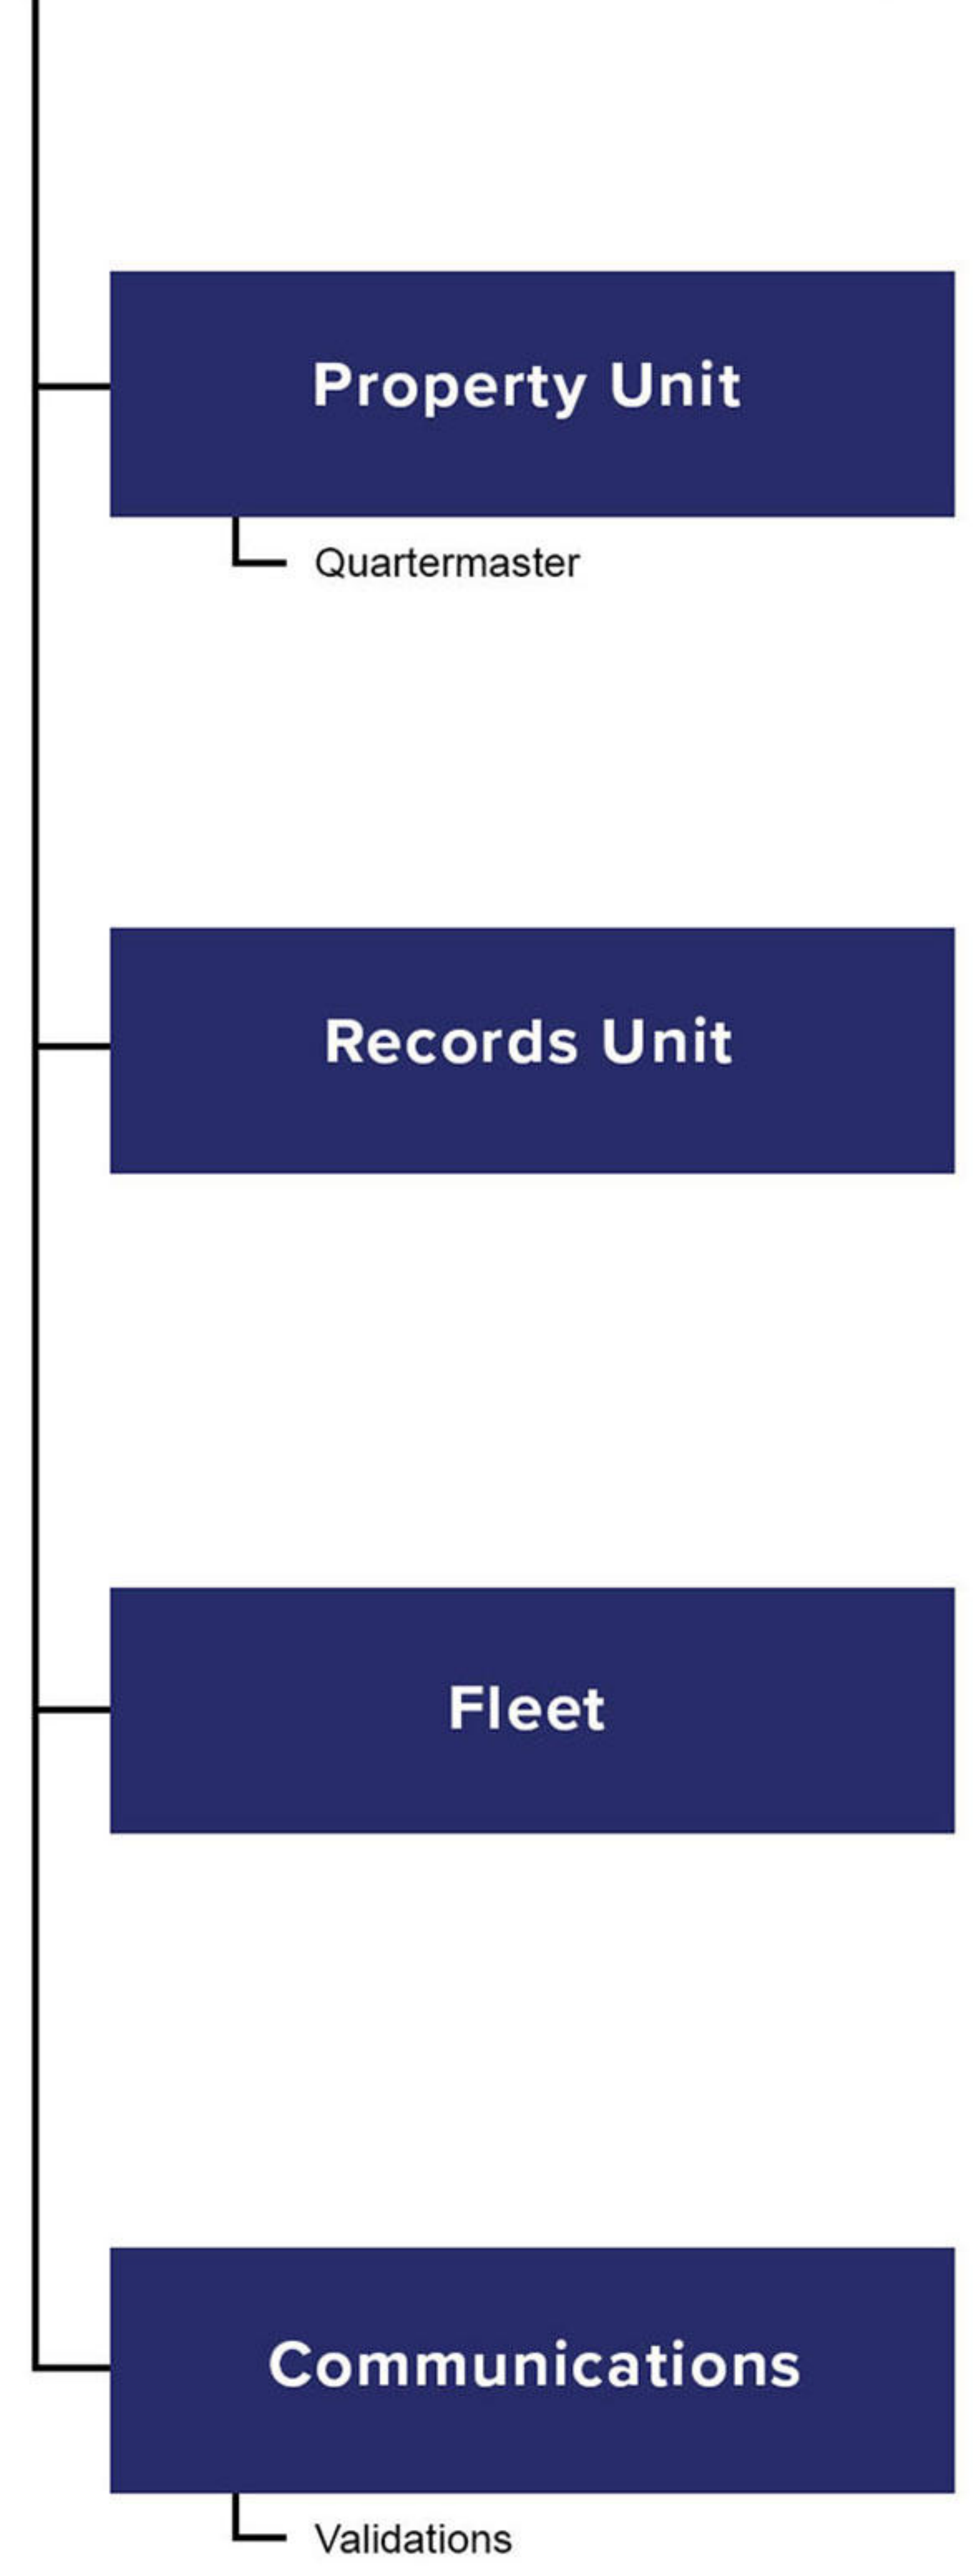 Property Unit
Quartermaster
Records Unit
Fleet
Communications
Validations